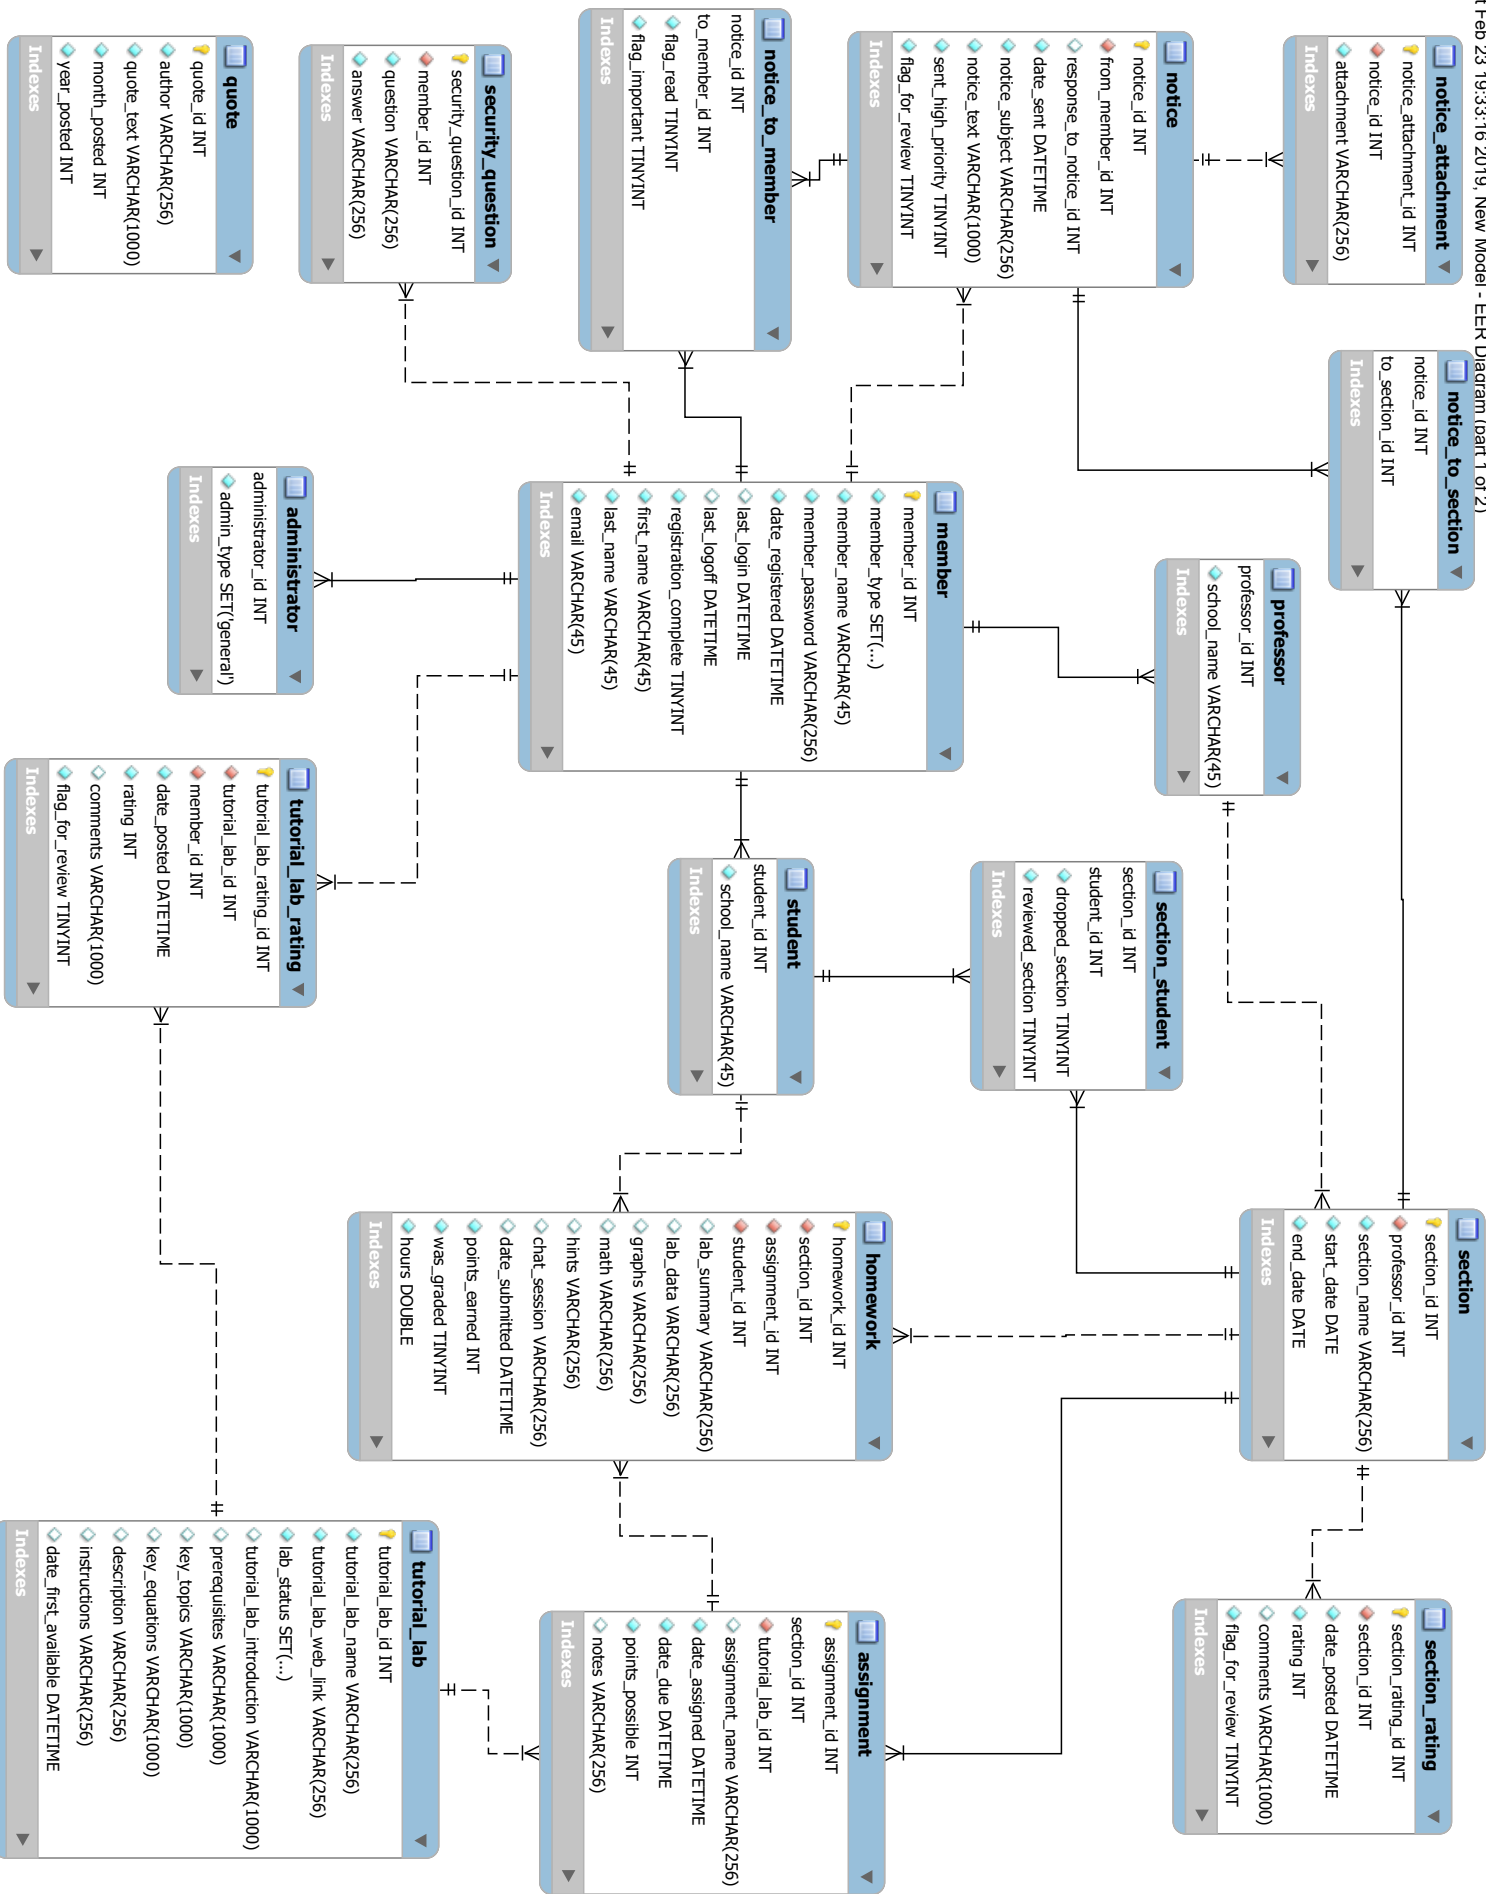 t Feb 23 19:33:16 2019, New Model - EER Diagram (part 1 of 2)
notice_attachment
notice_attachment_id INT
notice_id INT
attachment VARCHAR(256)
Indexes
notice_to_section
notice_id INT
to_section_id INT
Indexes
section
section_id INT
professor_id INT
section_name VARCHAR(256)
start_date DATE
end_date DATE
Indexes
section_rating
section_rating_id INT
section_id INT
date_posted DATETIME
rating INT
comments VARCHAR(1000)
flag_for_review TINYINT
Indexes
professor
professor_id INT
school_name VARCHAR(45)
Indexes
notice
notice_id INT
from_member_id INT
response_to_notice_id INT
date_sent DATETIME
notice_subject VARCHAR(256)
notice_text VARCHAR(1000)
sent_high_priority TINYINT
flag_for_review TINYINT
Indexes
section_student
section_id INT
student_id INT
dropped_section TINYINT
reviewed_section TINYINT
Indexes
member
member_id INT
member_type SET(...)
member_name VARCHAR(45)
member_password VARCHAR(256)
date_registered DATETIME
last_login DATETIME
last_logoff DATETIME
registration_complete TINYINT
first_name VARCHAR(45)
last_name VARCHAR(45)
email VARCHAR(45)
Indexes
notice_to_member
notice_id INT
to_member_id INT
flag_read TINYINT
flag_important TINYINT
Indexes
student
student_id INT
school_name VARCHAR(45)
Indexes
homework
homework_id INT
section_id INT
assignment_id INT
student_id INT
lab_summary VARCHAR(256)
lab_data VARCHAR(256)
graphs VARCHAR(256)
math VARCHAR(256)
hints VARCHAR(256)
chat_session VARCHAR(256)
date_submitted DATETIME
points_earned INT
was_graded TINYINT
hours DOUBLE
Indexes
assignment
assignment_id INT
section_id INT
tutorial_lab_id INT
assignment_name VARCHAR(256)
date_assigned DATETIME
date_due DATETIME
points_possible INT
notes VARCHAR(256)
Indexes
security_question
security_question_id INT
member_id INT
question VARCHAR(256)
answer VARCHAR(256)
Indexes
administrator
administrator_id INT
admin_type SET('general')
Indexes
tutorial_lab_rating
tutorial_lab_rating_id INT
tutorial_lab_id INT
member_id INT
date_posted DATETIME
rating INT
comments VARCHAR(1000)
flag_for_review TINYINT
Indexes
tutorial_lab
tutorial_lab_id INT
tutorial_lab_name VARCHAR(256)
tutorial_lab_web_link VARCHAR(256)
lab_status SET(...)
tutorial_lab_introduction VARCHAR(1000)
prerequisites VARCHAR(1000)
key_topics VARCHAR(1000)
key_equations VARCHAR(1000)
description VARCHAR(256)
instructions VARCHAR(256)
date_first_available DATETIME
Indexes
quote
quote_id INT
author VARCHAR(256)
quote_text VARCHAR(1000)
month_posted INT
year_posted INT
Indexes